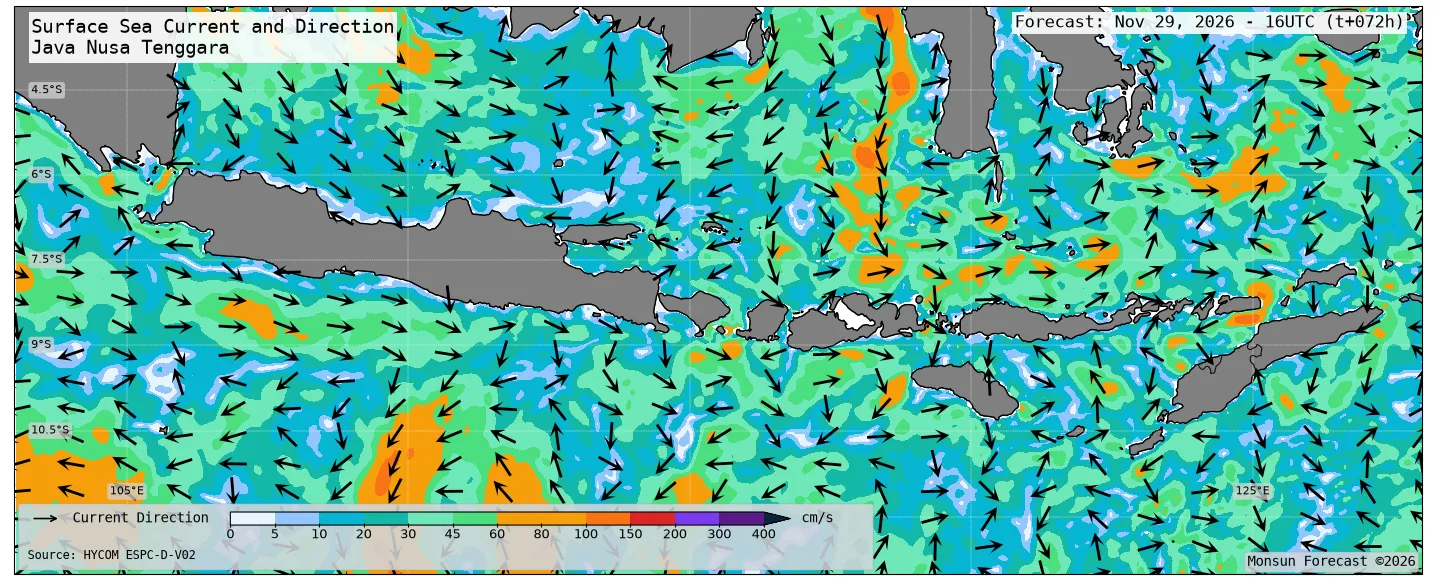 Surface Sea Current and Direction
Java Nusa Tenggara
Forecast: Nov 29, 2026 - 16UTC (t+072h)
4.5°S
6°S
7.5°S
9°S
10.5°S
105°E
125°E
Current Direction
0 5 10 20 30 45 60 80 100 150 200 300 400 cm/s
Source: HYCOM ESPC-D-V02
Monsun Forecast ©2026